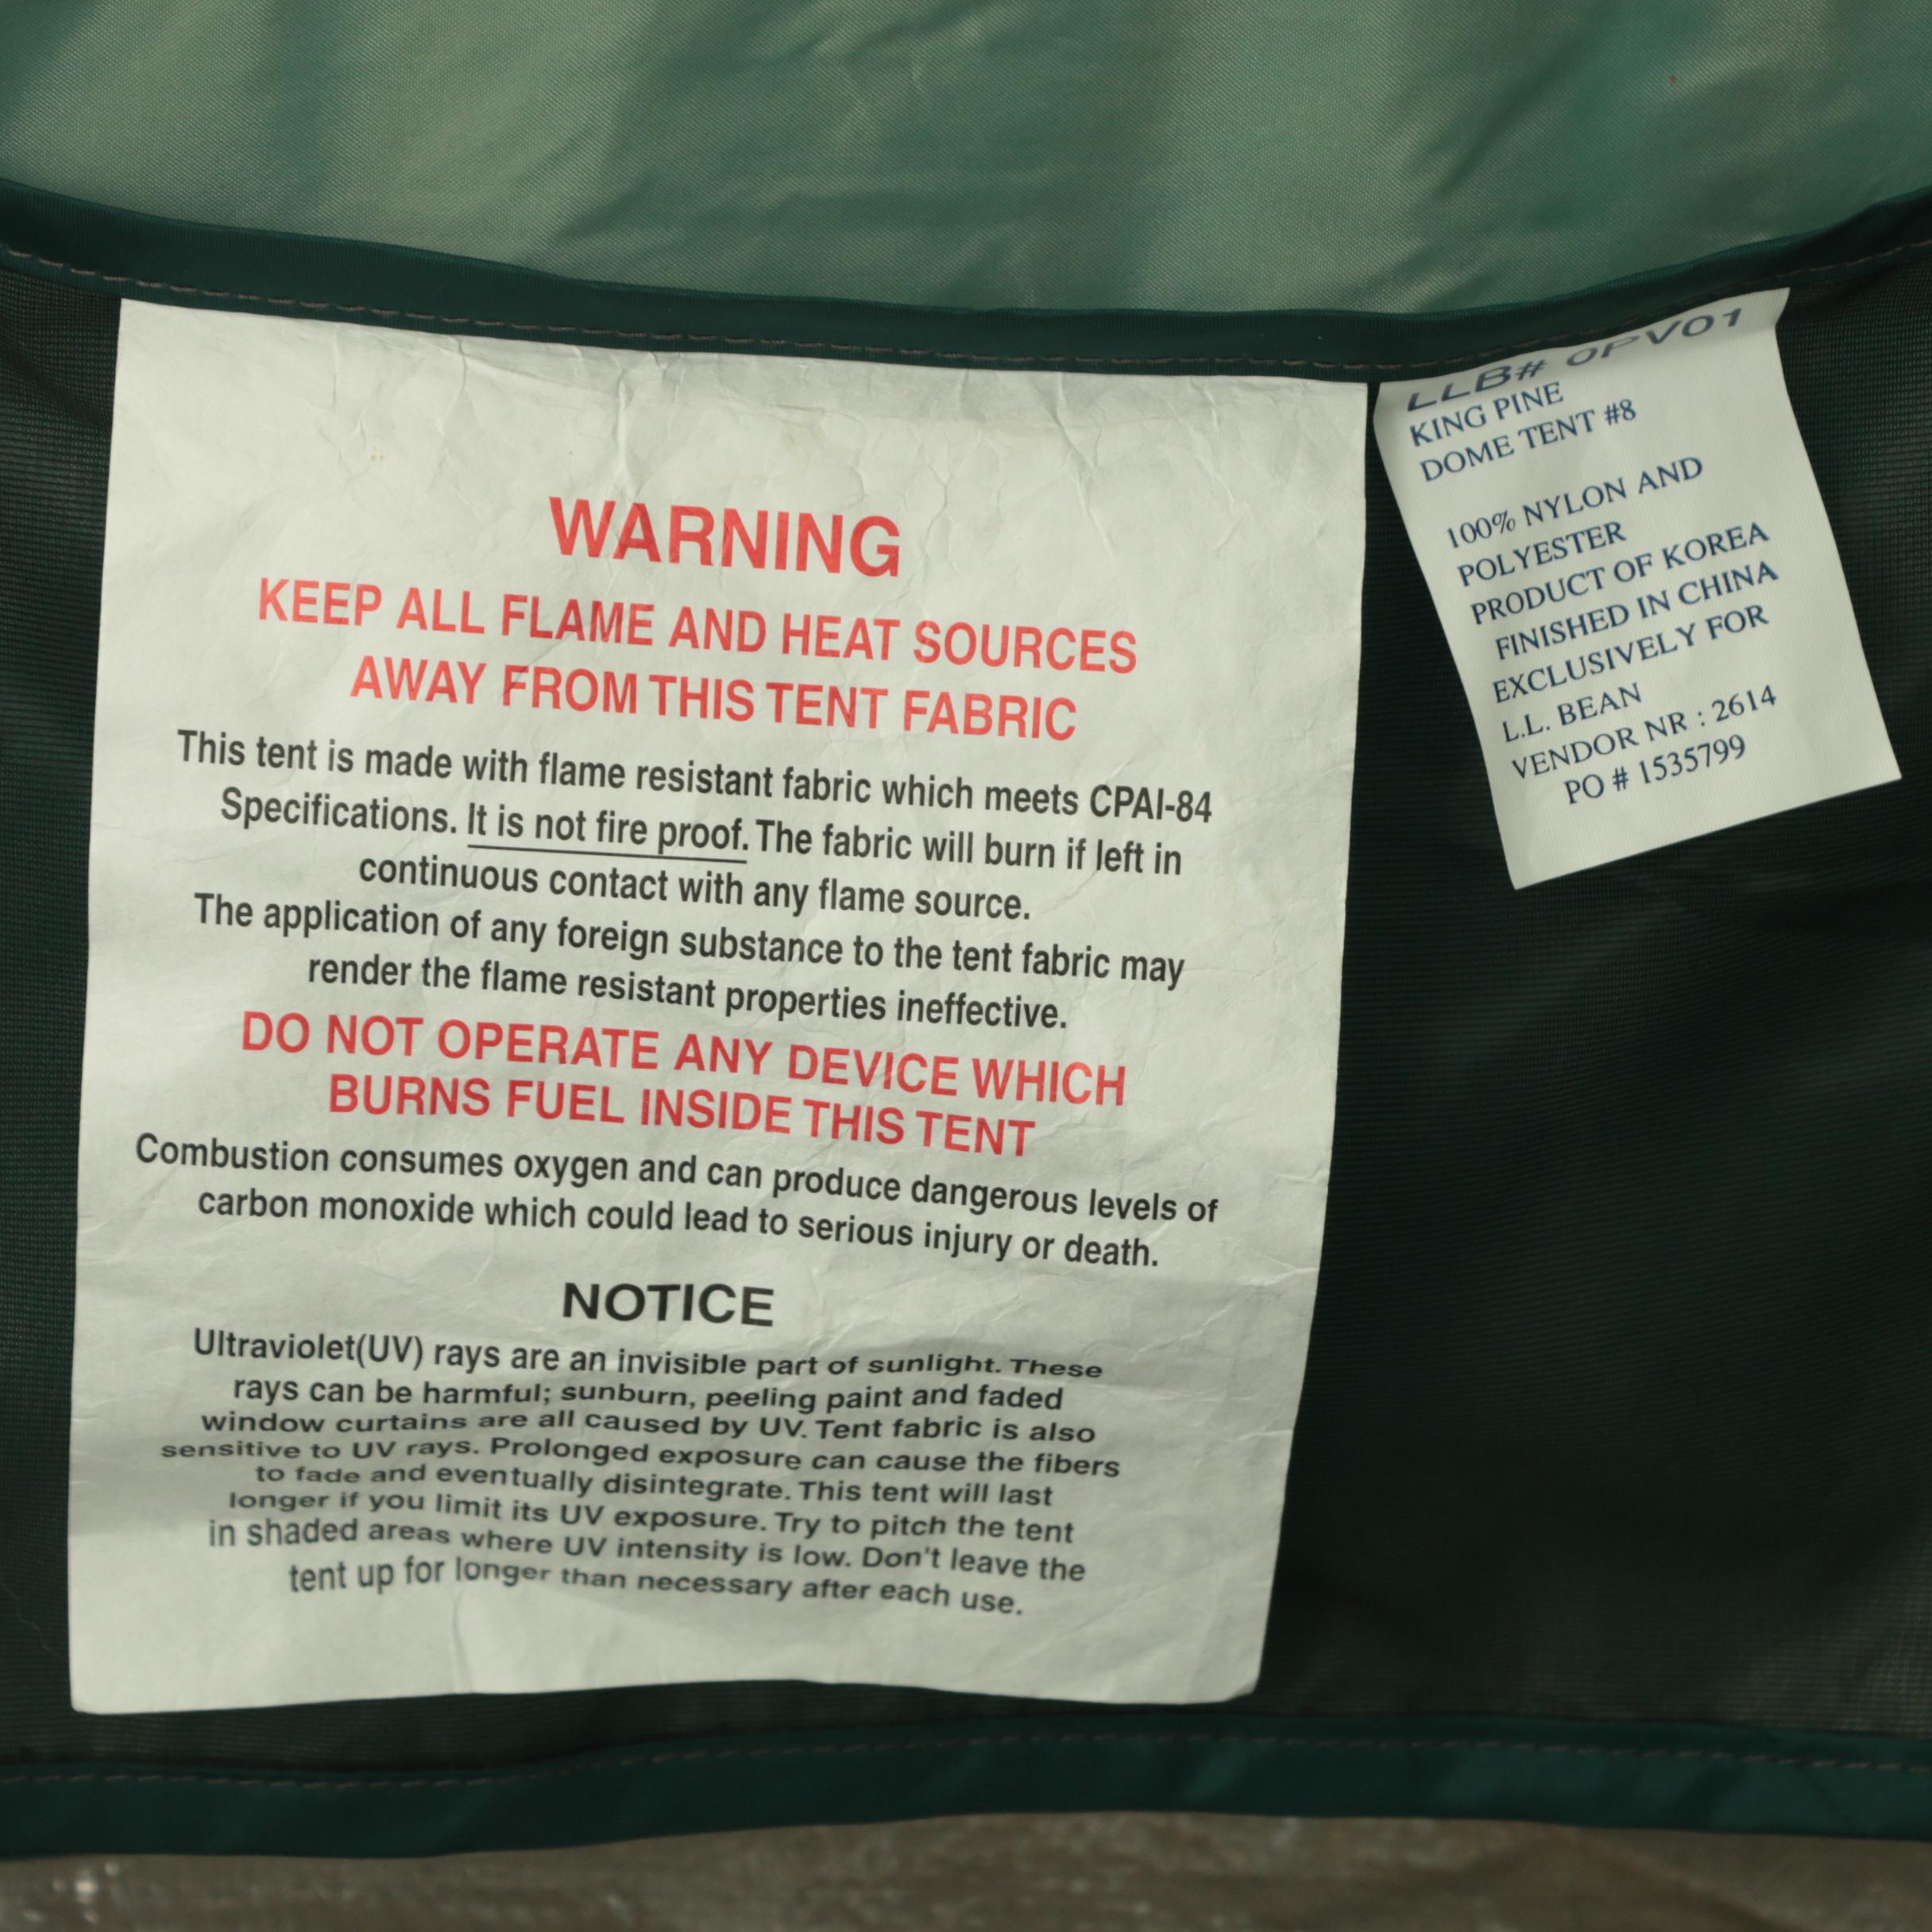 WARNING
KEEP ALL FLAME AND HEAT SOURCES
AWAY FROM THIS TENT FABRIC
This tent is made with flame resistant fabric which meets CPAI-84
Specifications. It is not fire proof. The fabric will burn if left in
continuous contact with any flame source.
The application of any foreign substance to the tent fabric may
render the flame resistant properties ineffective.
DO NOT OPERATE ANY DEVICE WHICH
BURNS FUEL INSIDE THIS TENT
Combustion consumes oxygen and can produce dangerous levels of
carbon monoxide which could lead to serious injury or death.
NOTICE
Ultraviolet(UV) rays are an invisible part of sunlight. These
rays can be harmful; sunburn, peeling paint and faded
window curtains are all caused by UV. Tent fabric is also
sensitive to UV rays. Prolonged exposure can cause the fibers
to fade and eventually disintegrate. This tent will last
longer if you limit its UV exposure. Try to pitch the tent
in shaded areas where UV intensity is low. Don't leave the
tent up for longer than necessary after each use.
LLB# 0PV01
KING PINE
DOME TENT #8
100% NYLON AND
POLYESTER
PRODUCT OF KOREA
FINISHED IN CHINA
EXCLUSIVELY FOR
L.L. BEAN
VENDOR NR : 2614
PO # 1535799